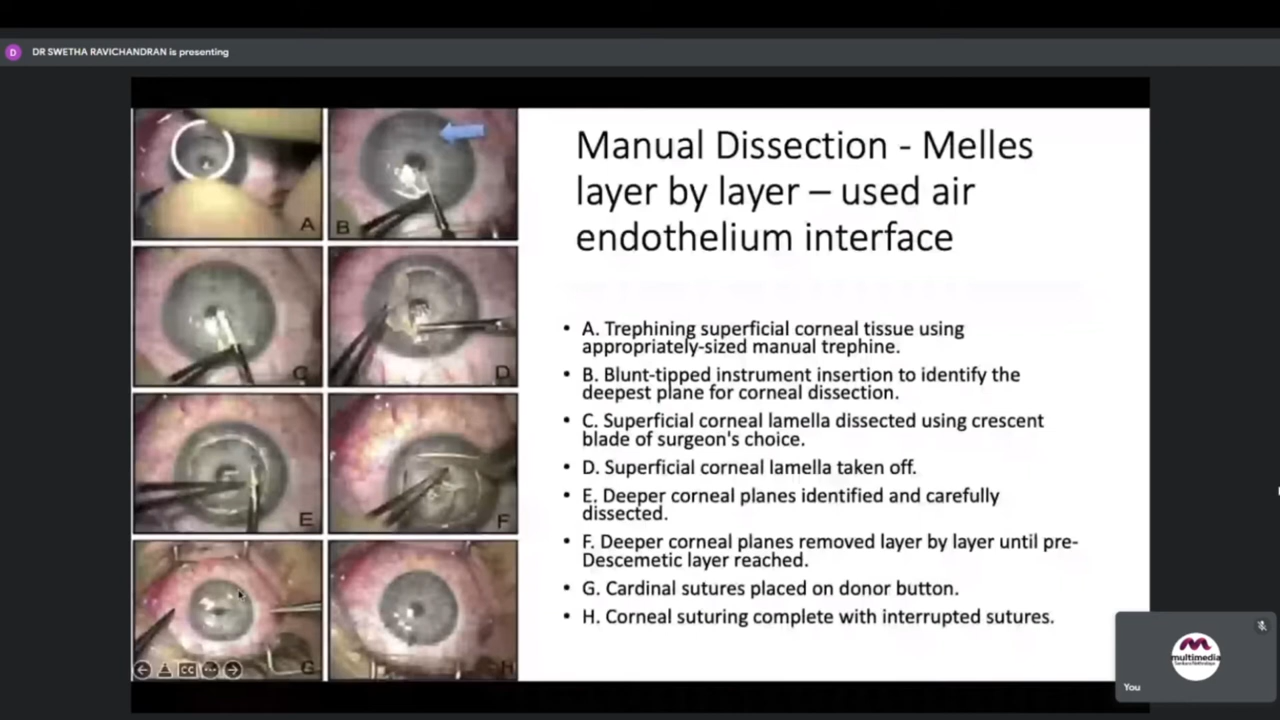 D
DR SWETHA RAVICHANDRAN is presenting
A
B
C
D
E
F
G
H
CC
Manual Dissection - Melles
layer by layer – used air
endothelium interface
• A. Trephining superficial corneal tissue using
appropriately-sized manual trephine.
• B. Blunt-tipped instrument insertion to identify the
deepest plane for corneal dissection.
• C. Superficial corneal lamella dissected using crescent
blade of surgeon's choice.
• D. Superficial corneal lamella taken off.
• E. Deeper corneal planes identified and carefully
dissected.
• F. Deeper corneal planes removed layer by layer until pre-
Descemetic layer reached.
• G. Cardinal sutures placed on donor button.
• H. Corneal suturing complete with interrupted sutures.
multimedia
You